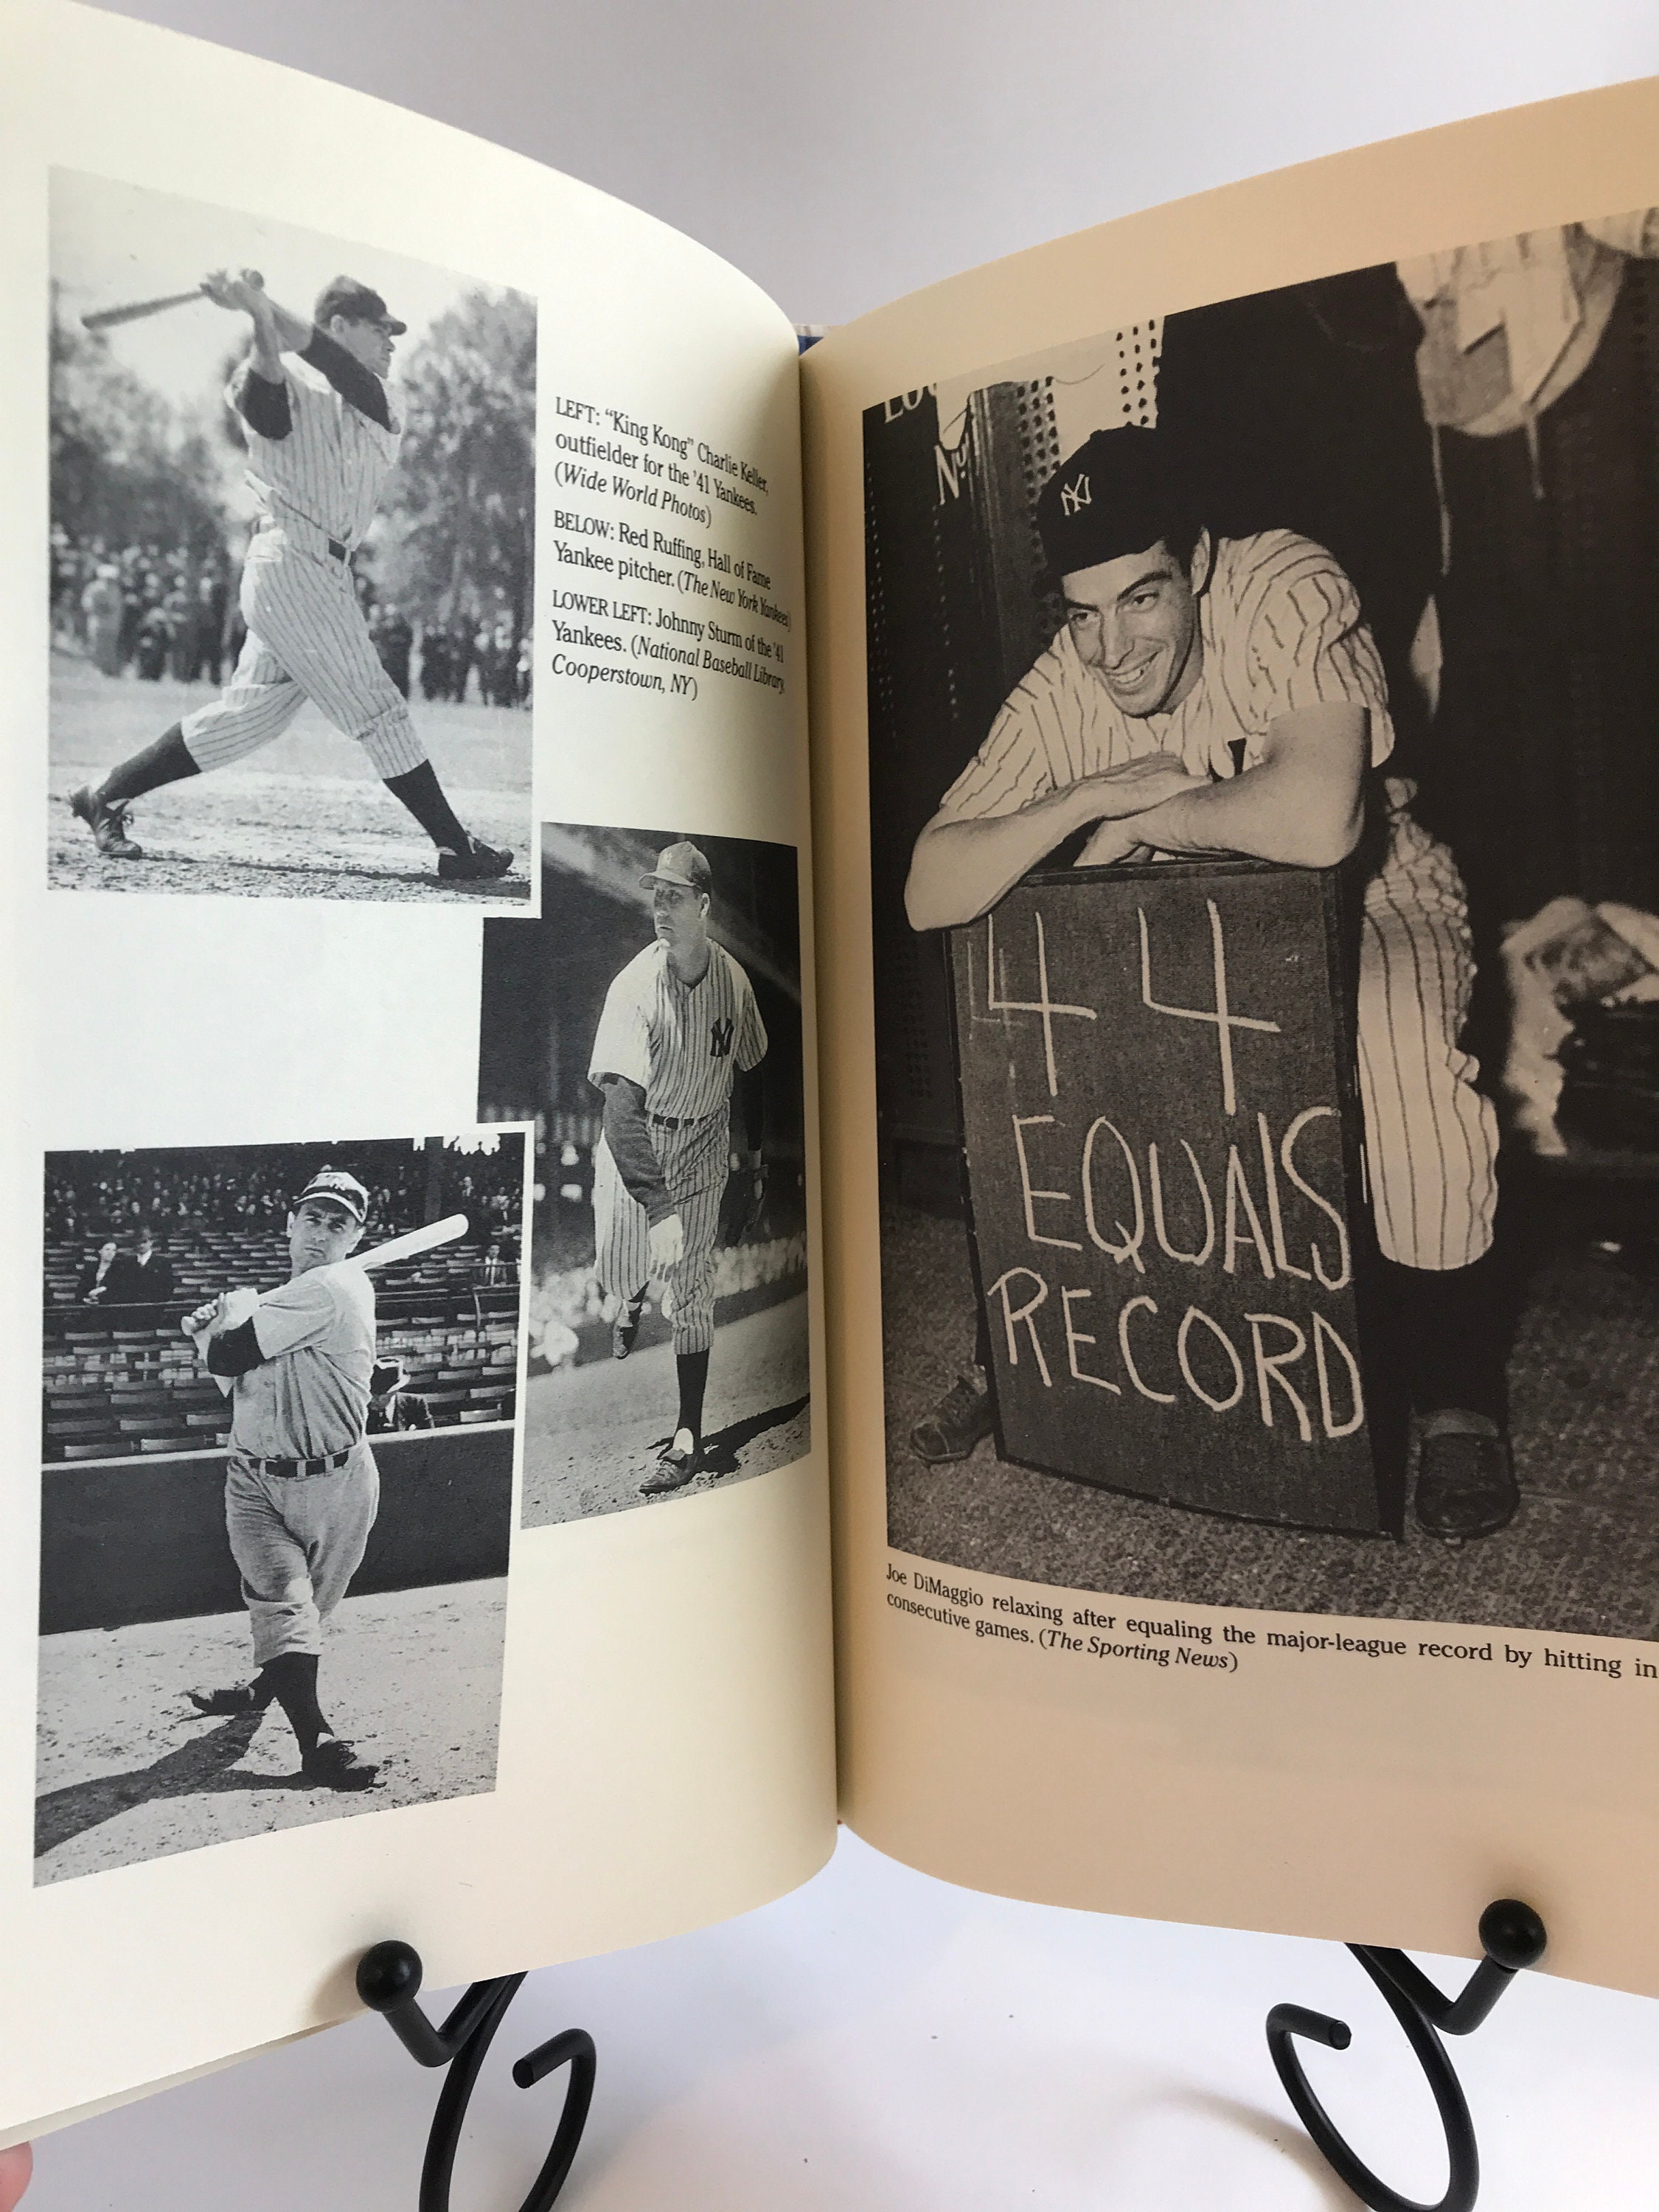 LEFT: “King Kong” Charlie Keller,
outfielder for the '41 Yankees.
(Wide World Photos)
BELOW: Red Ruffing, Hall of Fame
Yankee pitcher. (The New York Yankees)
LOWER LEFT: Johnny Sturm of the '41
Yankees. (National Baseball Library,
Cooperstown, NY)
NY
NY
44
EQUALS
RECORD
Joe DiMaggio relaxing after equaling the major-league record by hitting in
consecutive games. (The Sporting News)